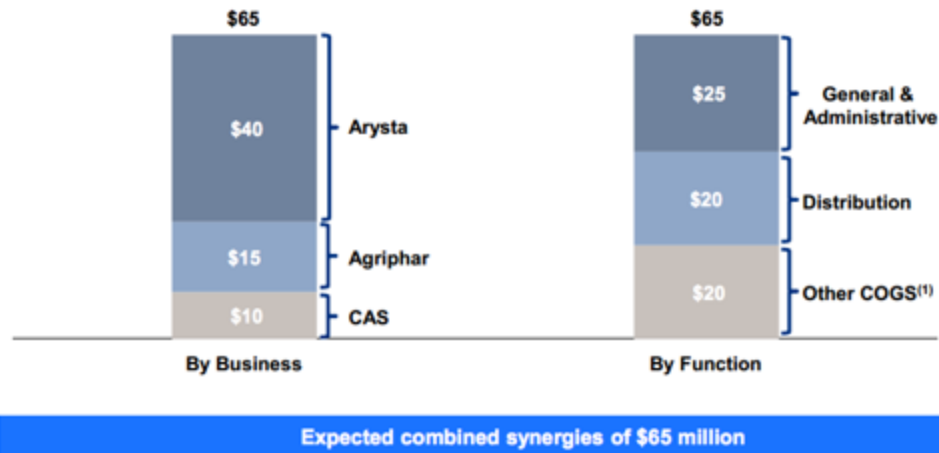 $65
$40
Arysta
$15
Agriphar
$10
CAS
By Business
$65
$25
General &
Administrative
$20
Distribution
$20
Other COGS(1)
By Function
Expected combined synergies of $65 million